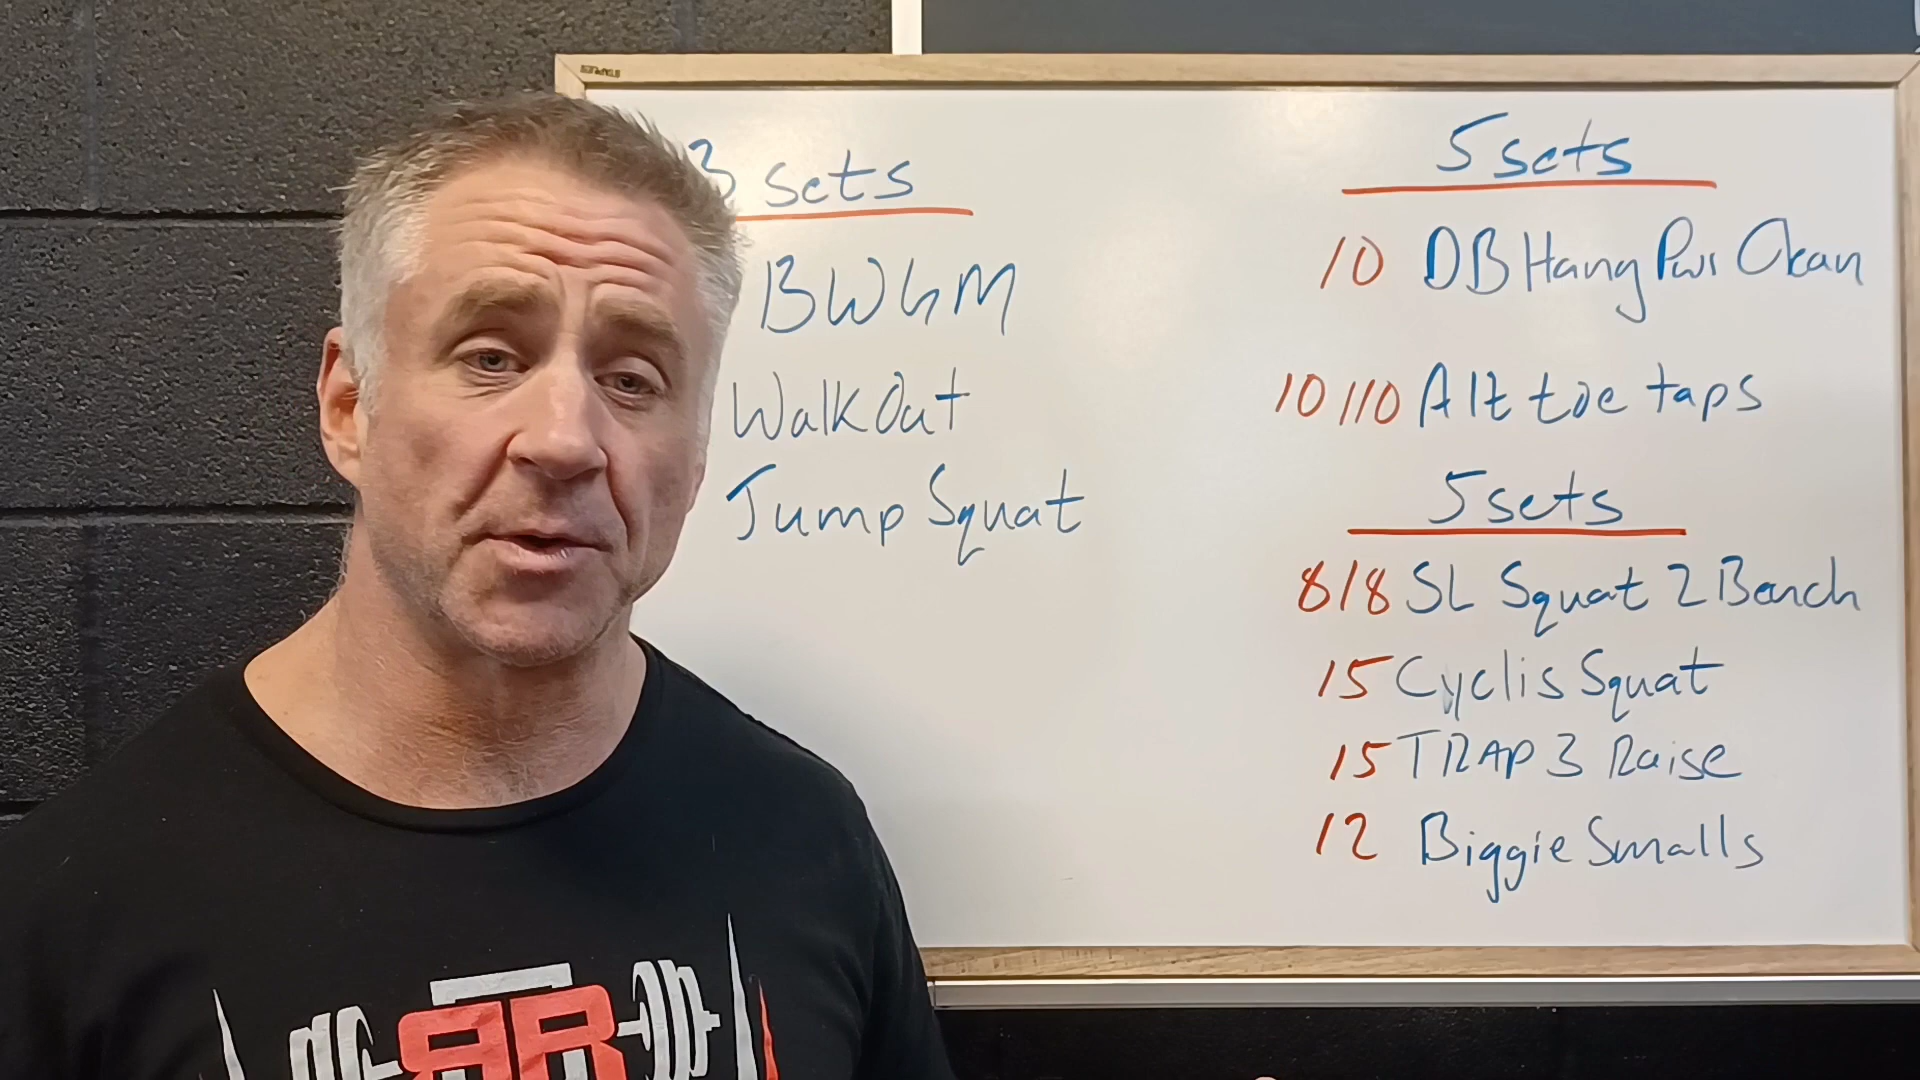 3 sets
BWGM
Walk Out
Jump Squat
5 sets
10 DB Hang Pwr Clean
10/10 Alt toe taps
5 sets
8/8 SL Squat 2 Bench
15 Cyclis Squat
15 TRAP 3 Raise
12 Biggie Smalls